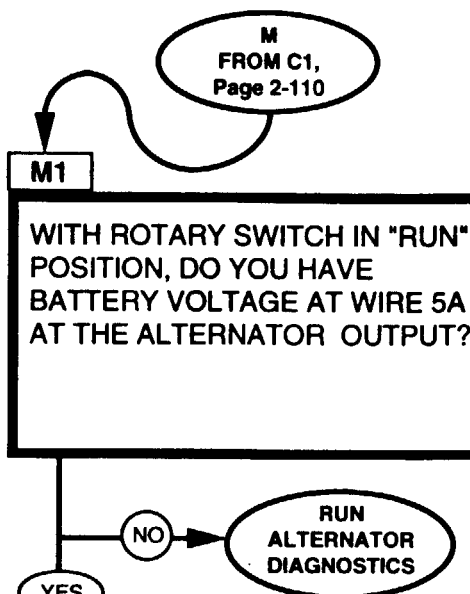 M
FROM C1,
Page 2-110
M1
WITH ROTARY SWITCH IN "RUN"
POSITION, DO YOU HAVE
BATTERY VOLTAGE AT WIRE 5A
AT THE ALTERNATOR OUTPUT?
NO
RUN
ALTERNATOR
DIAGNOSTICS
YES